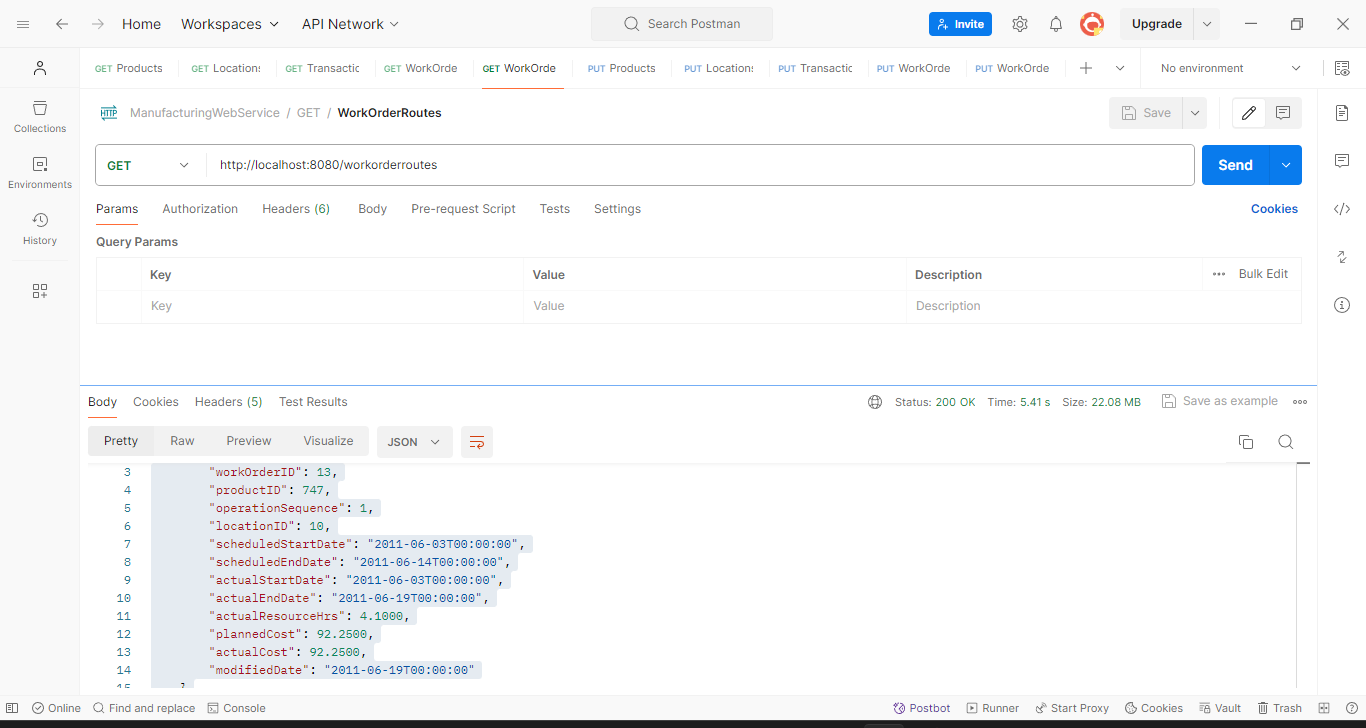 Home Workspaces API Network Search Postman Invite Upgrade
GET Products GET Locations GET Transactic GET WorkOrde GET WorkOrde PUT Products PUT Locations PUT Transactic PUT WorkOrde PUT WorkOrde No environment
HTTP ManufacturingWebService / GET / WorkOrderRoutes Save
Collections
GET http://localhost:8080/workorderroutes Send
Environments
Params Authorization Headers (6) Body Pre-request Script Tests Settings Cookies
History
Query Params
Key Value Description Bulk Edit
Key Value Description
Body Cookies Headers (5) Test Results Status: 200 OK Time: 5.41 s Size: 22.08 MB Save as example
Pretty Raw Preview Visualize JSON
3 "workOrderID": 13,
4 "productID": 747,
5 "operationSequence": 1,
6 "locationID": 10,
7 "scheduledStartDate": "2011-06-03T00:00:00",
8 "scheduledEndDate": "2011-06-14T00:00:00",
9 "actualStartDate": "2011-06-03T00:00:00",
10 "actualEndDate": "2011-06-19T00:00:00",
11 "actualResourceHrs": 4.1000,
12 "plannedCost": 92.2500,
13 "actualCost": 92.2500,
14 "modifiedDate": "2011-06-19T00:00:00"
15
Online Find and replace Console Postbot Runner Start Proxy Cookies Vault Trash